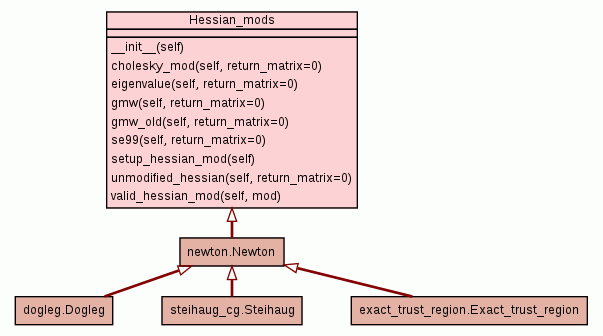 Hessian_mods
__init__(self)
cholesky_mod(self, return_matrix=0)
eigenvalue(self, return_matrix=0)
gmw(self, return_matrix=0)
gmw_old(self, return_matrix=0)
se99(self, return_matrix=0)
setup_hessian_mod(self)
unmodified_hessian(self, return_matrix=0)
valid_hessian_mod(self, mod)
newton.Newton
dogleg.Dogleg
steihaug_cg.Steihaug
exact_trust_region.Exact_trust_region